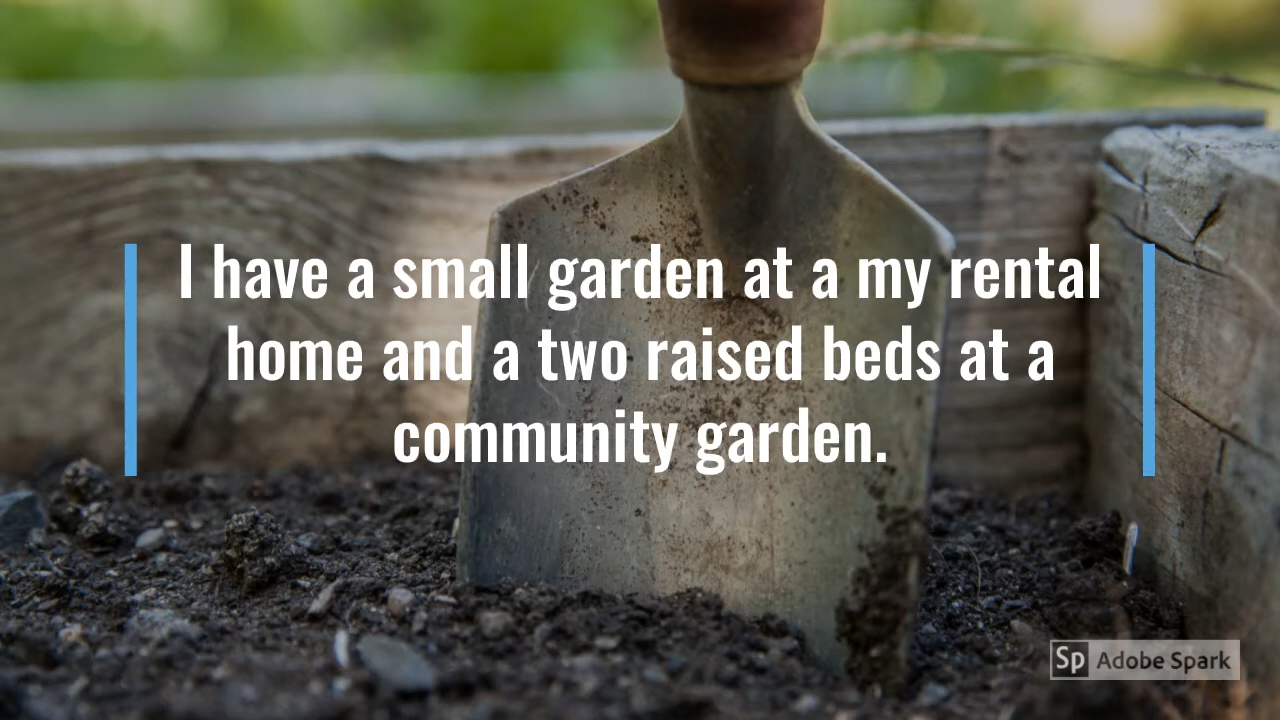 I have a small garden at a my rental
home and a two raised beds at a
community garden.
Sp Adobe Spark